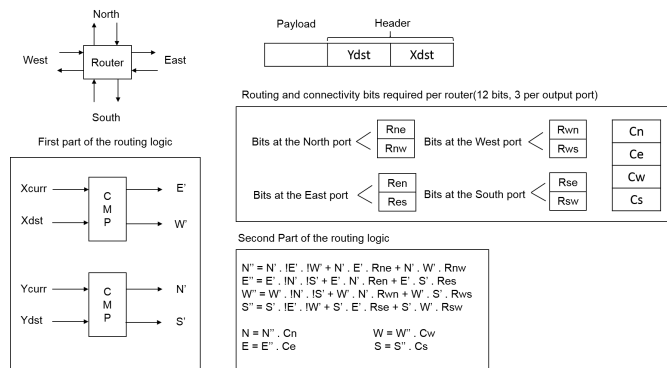 North
West
Router
East
South
Payload
Header
Ydst
Xdst
Routing and connectivity bits required per router(12 bits, 3 per output port)
Bits at the North port
Rne
Rnw
Bits at the West port
Rwn
Rws
Bits at the East port
Ren
Res
Bits at the South port
Rse
Rsw
Cn
Ce
Cw
Cs
First part of the routing logic
Xcurr
Xdst
CMP
E'
W'
Ycurr
Ydst
CMP
N'
S'
Second Part of the routing logic
N" = N' . !E' . !W' + N' . E' . Rne + N' . W' . Rnw
E" = E' . !N' . !S' + E' . N' . Ren + E' . S' . Res
W" = W' . !N' . !S' + W' . N' . Rwn + W' . S' . Rws
S" = S' . !E' . !W' + S' . E' . Rse + S' . W' . Rsw
N = N" . Cn W = W" . Cw
E = E" . Ce S = S" . Cs